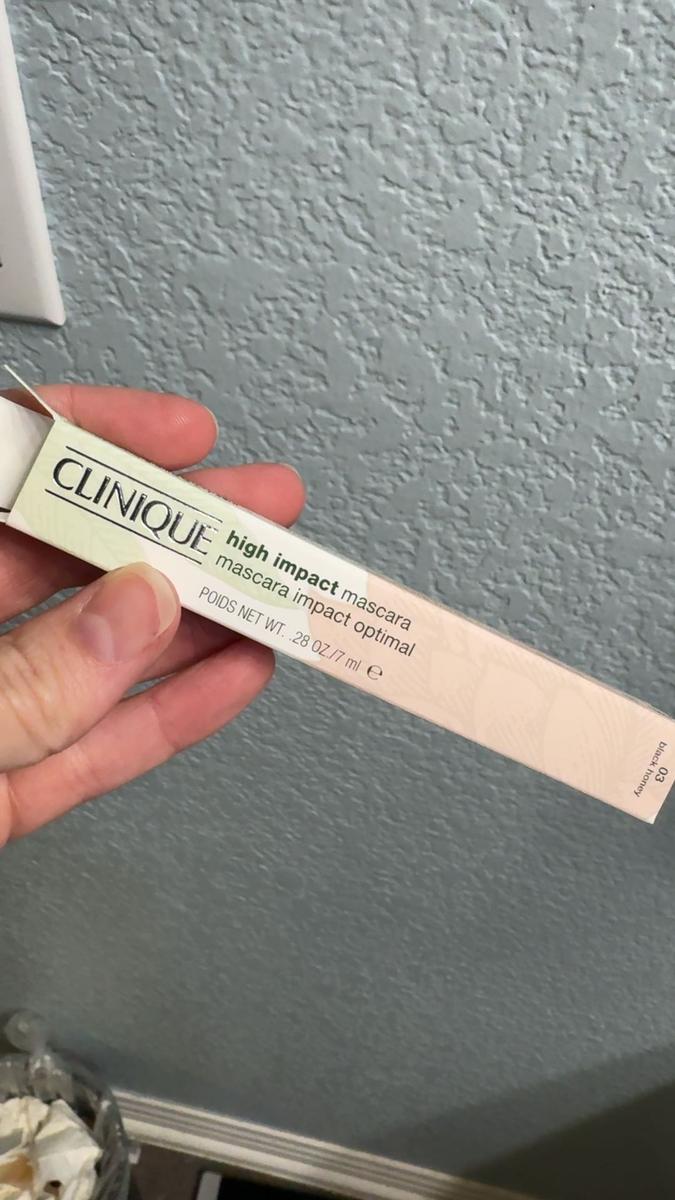 CLINIQUE
high impact mascara
mascara impact optimal
POIDS NET WT. .28 OZ./7 ml ℮
03
black honey